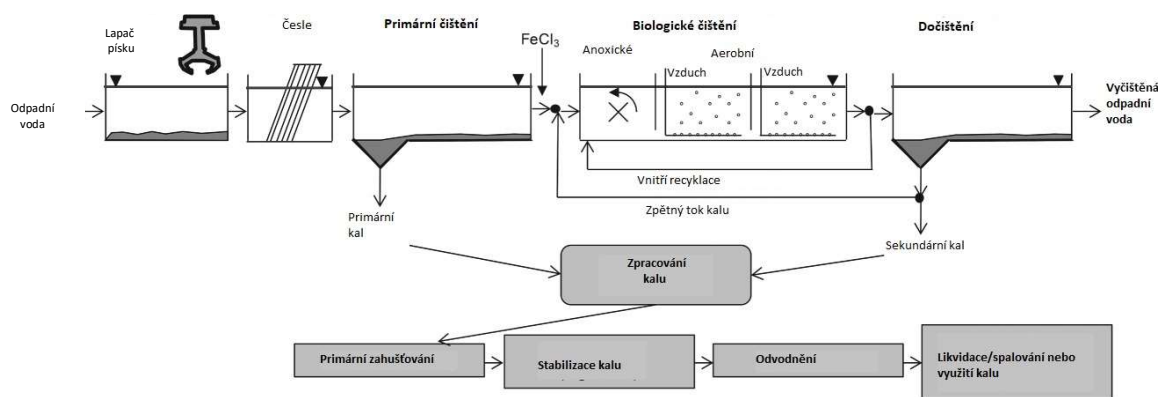 Lapač
písku
Česle
Primární čištění
FeCl3
Biologické čištění
Anoxické
Aerobní
Vzduch
Vzduch
Dočištění
Odpadní
voda
Vyčištěná
odpadní
voda
Vnitří recyklace
Zpětný tok kalu
Primární
kal
Sekundární kal
Zpracování
kalu
Primární zahušťování
Stabilizace kalu
Odvodnění
Likvidace/spalování nebo
využití kalu